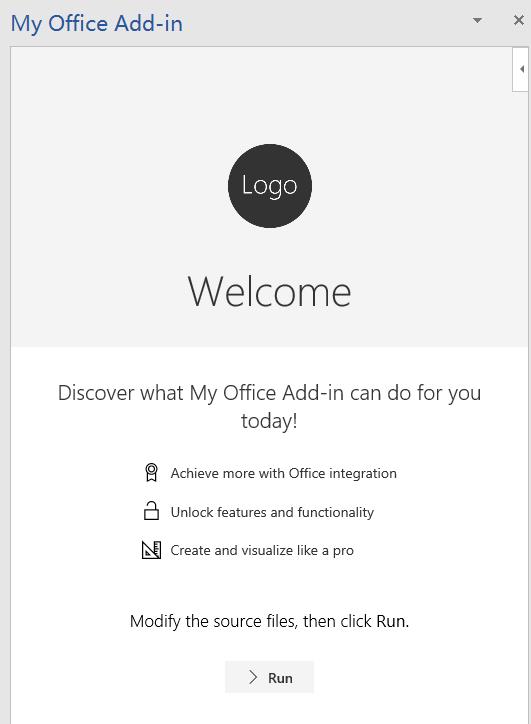 My Office Add-in
Logo
Welcome
Discover what My Office Add-in can do for you
today!
Achieve more with Office integration
Unlock features and functionality
Create and visualize like a pro
Modify the source files, then click Run.
Run